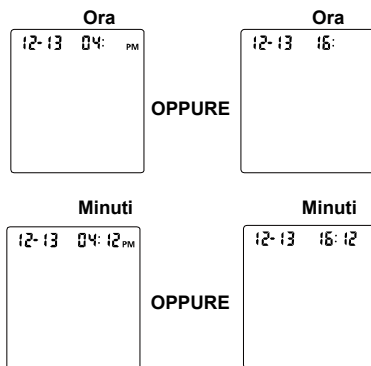 Ora Ora
12-13 04: PM 12-13 16:
OPPURE
Minuti Minuti
12-13 04:12 PM 12-13 16:12
OPPURE